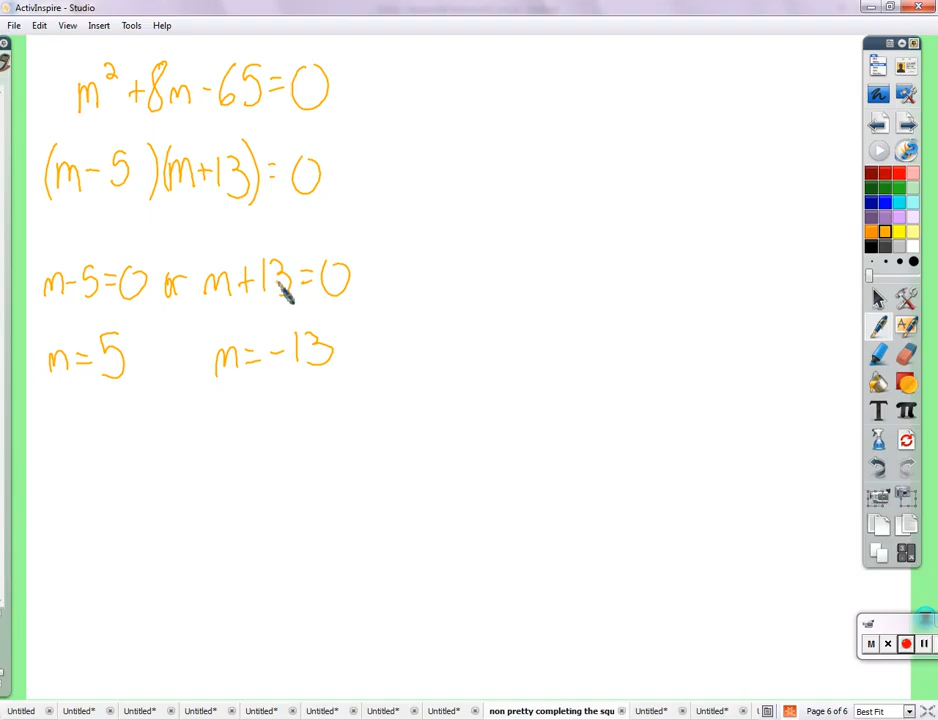 ActivInspire - Studio
File Edit View Insert Tools Help
m² +8m - 65 = 0
(m - 5 )(m + 13) = 0
m - 5 = 0 or m + 13 = 0
m = 5 m = -13
M
Untitled Untitled* Untitled* Untitled* Untitled* Untitled* Untitled* Untitled* non pretty completing the squ Untitled* Untitled* Page 6 of 6 Best Fit